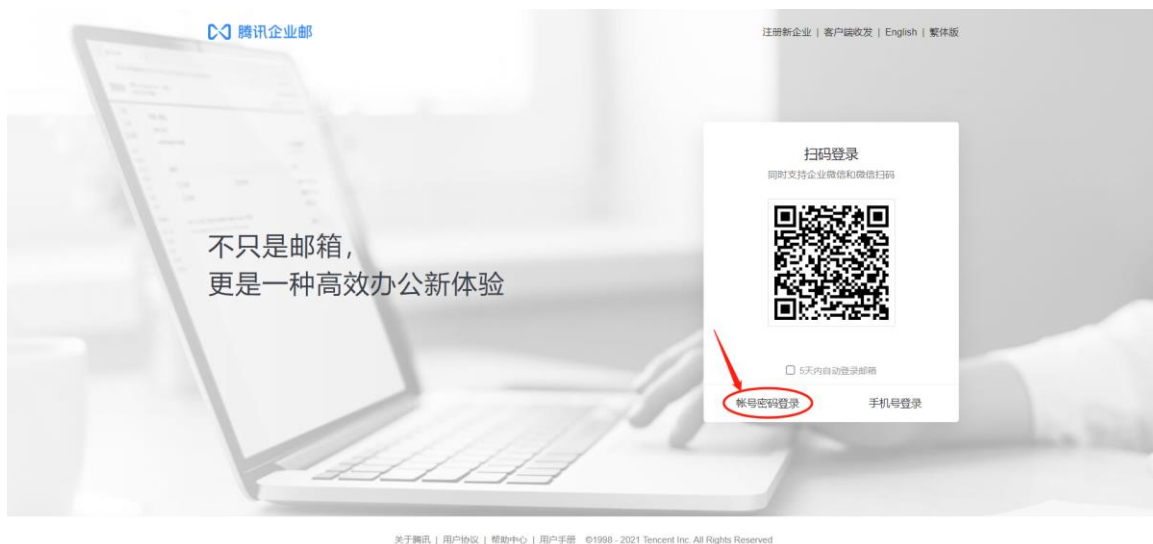 腾讯企业邮
注册新企业 | 客户端收发 | English | 繁体版
扫码登录
同时支持企业微信和微信扫码
不只是邮箱，
更是一种高效办公新体验
5天内自动登录邮箱
帐号密码登录
手机号登录
关于腾讯 | 用户协议 | 帮助中心 | 用户手册 ©1998 - 2021 Tencent Inc. All Rights Reserved